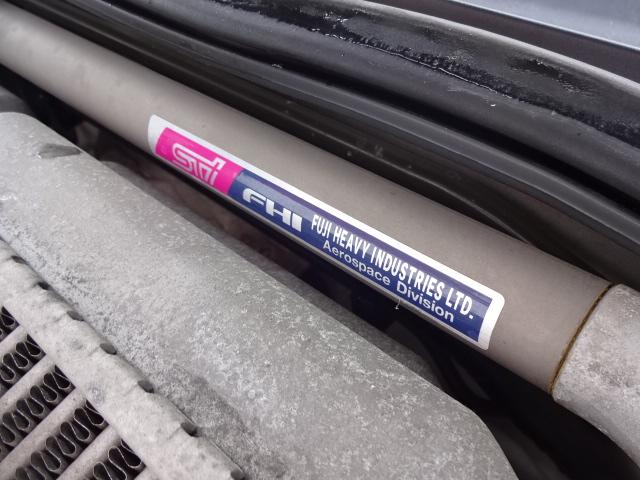 STi
FHI
FUJI HEAVY INDUSTRIES LTD.
Aerospace Division